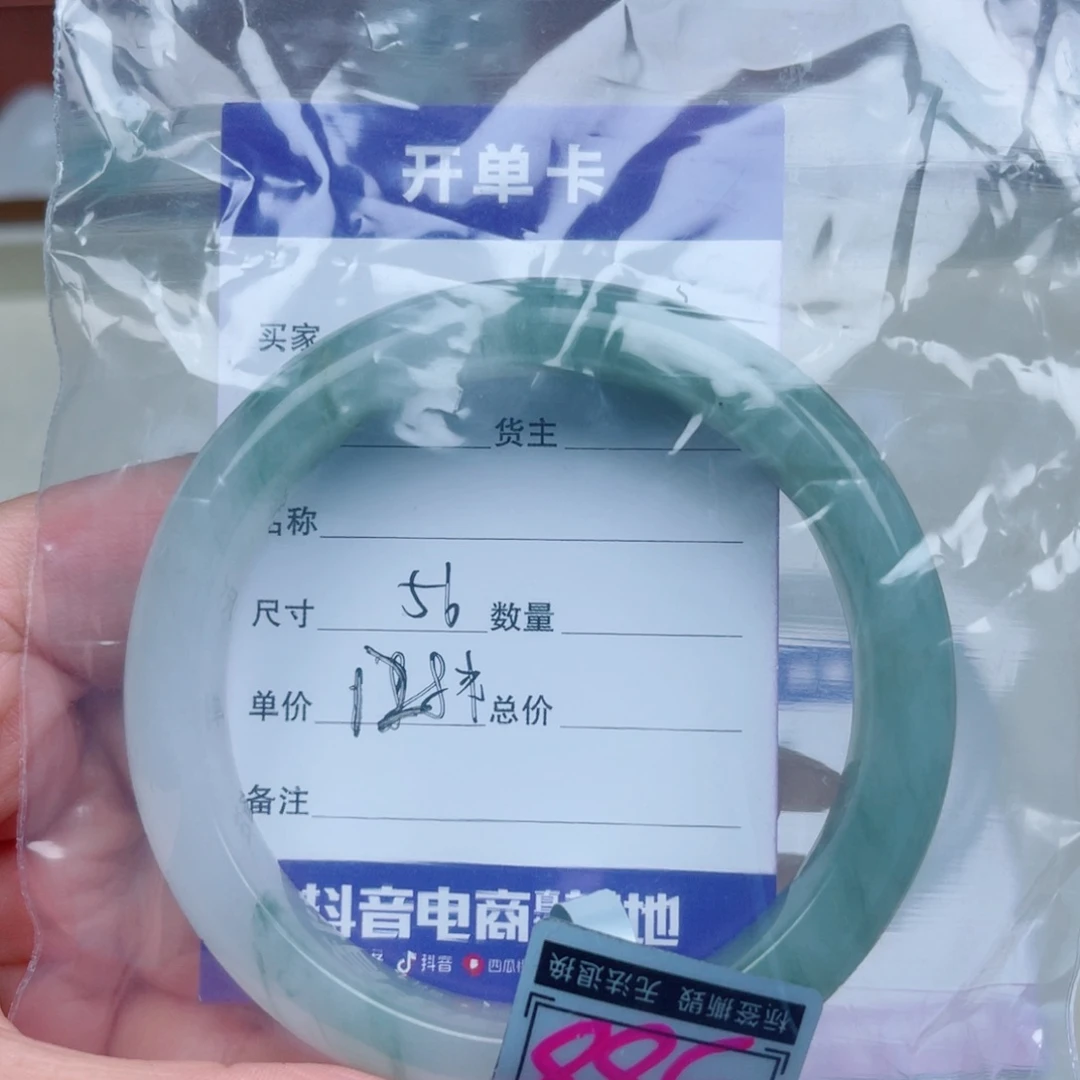 开单卡
买家
货主
名称
尺寸 56 数量
单价 总价
备注
抖音电商 地
抖音
标签撕毁 无法退换